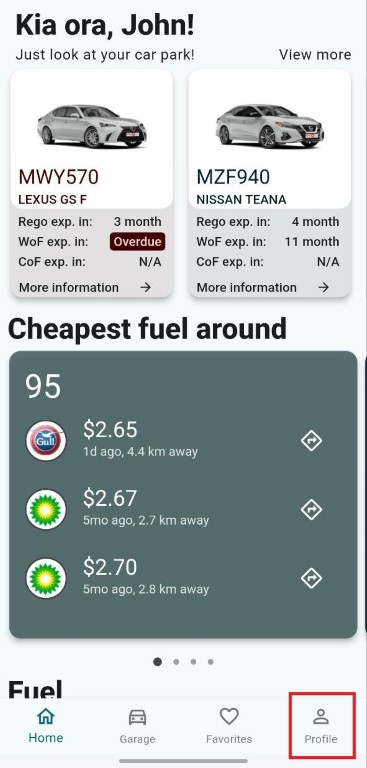 Kia ora, John!
Just look at your car park! View more
MWY570
LEXUS GS F
Rego exp. in: 3 month
WoF exp. in: Overdue
CoF exp. in: N/A
More information
MZF940
NISSAN TEANA
Rego exp. in: 4 month
WoF exp. in: 11 month
CoF exp. in: N/A
More information
Cheapest fuel around
95
Gull
$2.65
1d ago, 4.4 km away
$2.67
5mo ago, 2.7 km away
$2.70
5mo ago, 2.8 km away
Fuel
Home Garage Favorites Profile